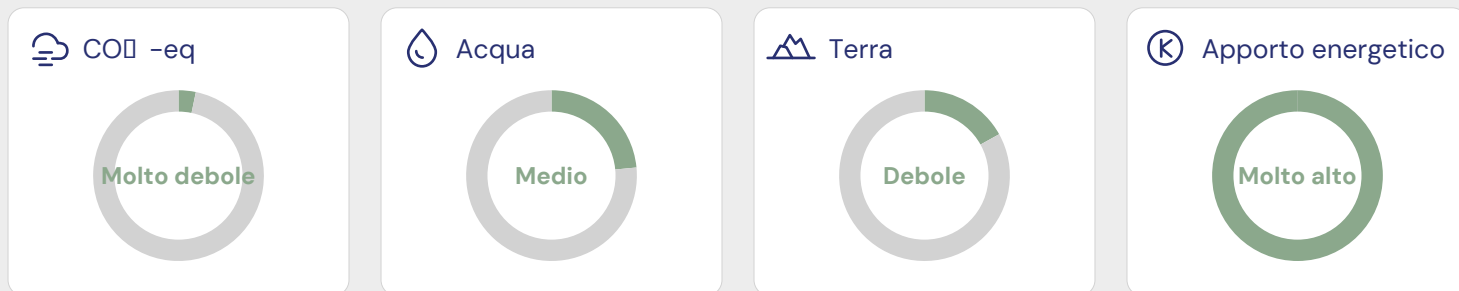 CO▯ -eq
Molto debole
Acqua
Medio
Terra
Debole
Apporto energetico
Molto alto